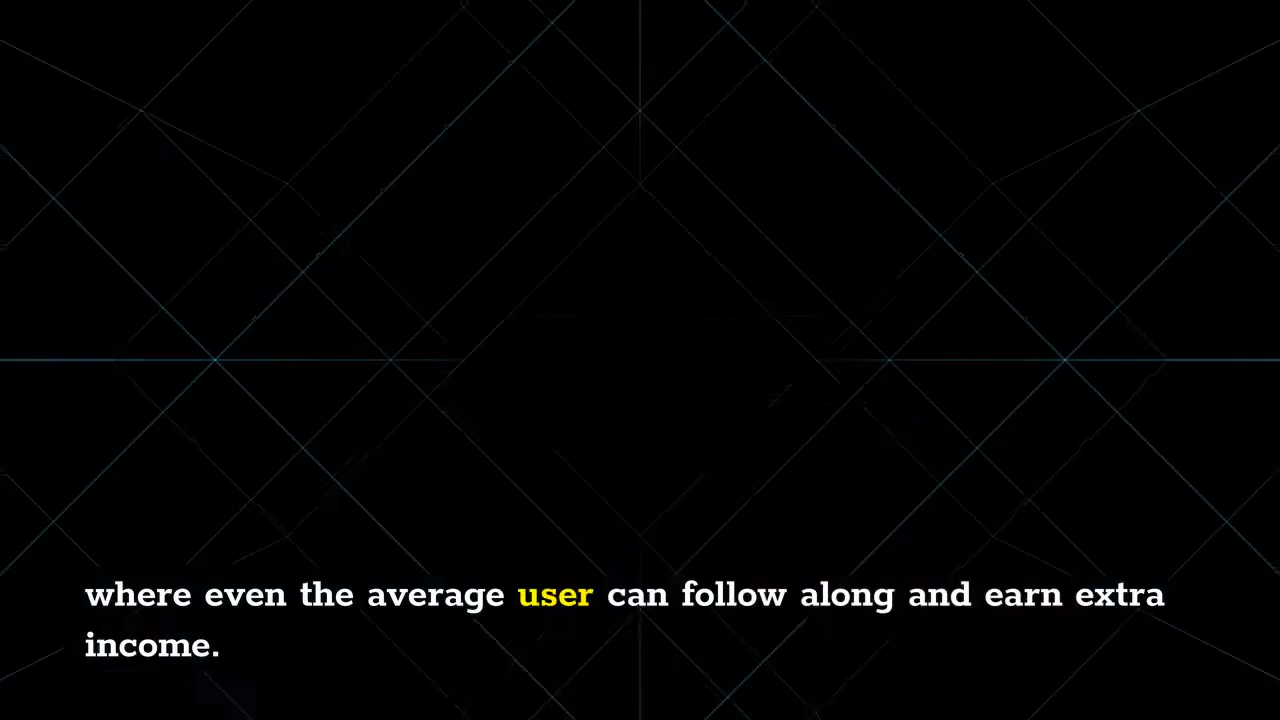 where even the average user can follow along and earn extra
income.